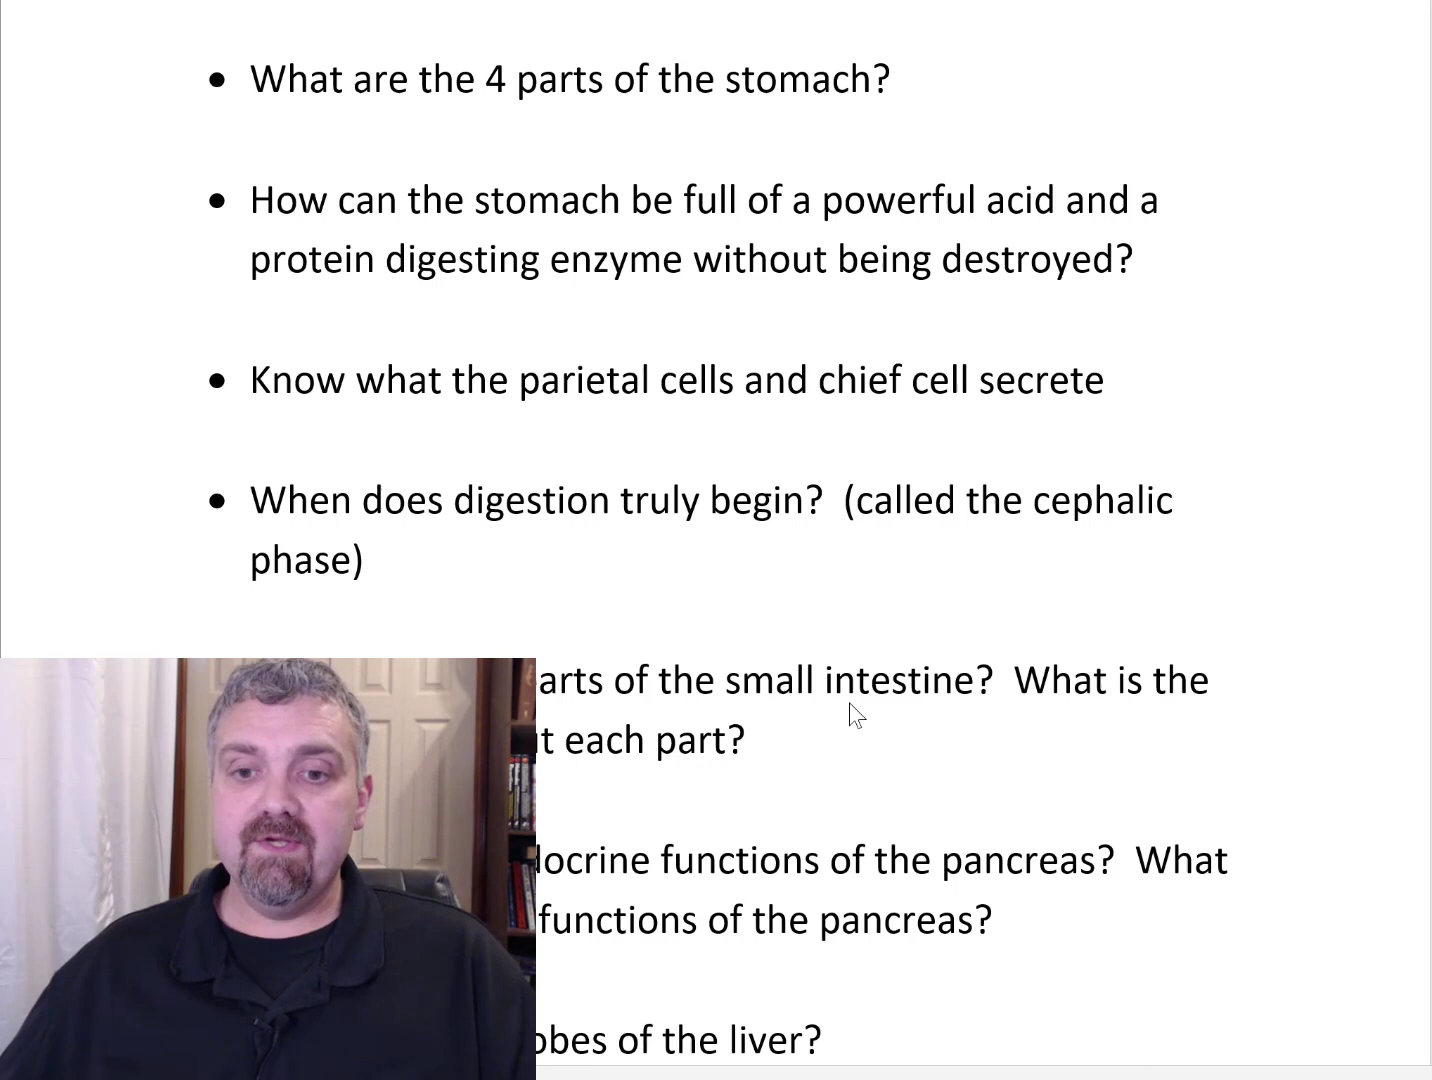 • What are the 4 parts of the stomach?
• How can the stomach be full of a powerful acid and a
protein digesting enzyme without being destroyed?
• Know what the parietal cells and chief cell secrete
• When does digestion truly begin?  (called the cephalic
phase)
arts of the small intestine?  What is the
t each part?
docrine functions of the pancreas?  What
functions of the pancreas?
obes of the liver?